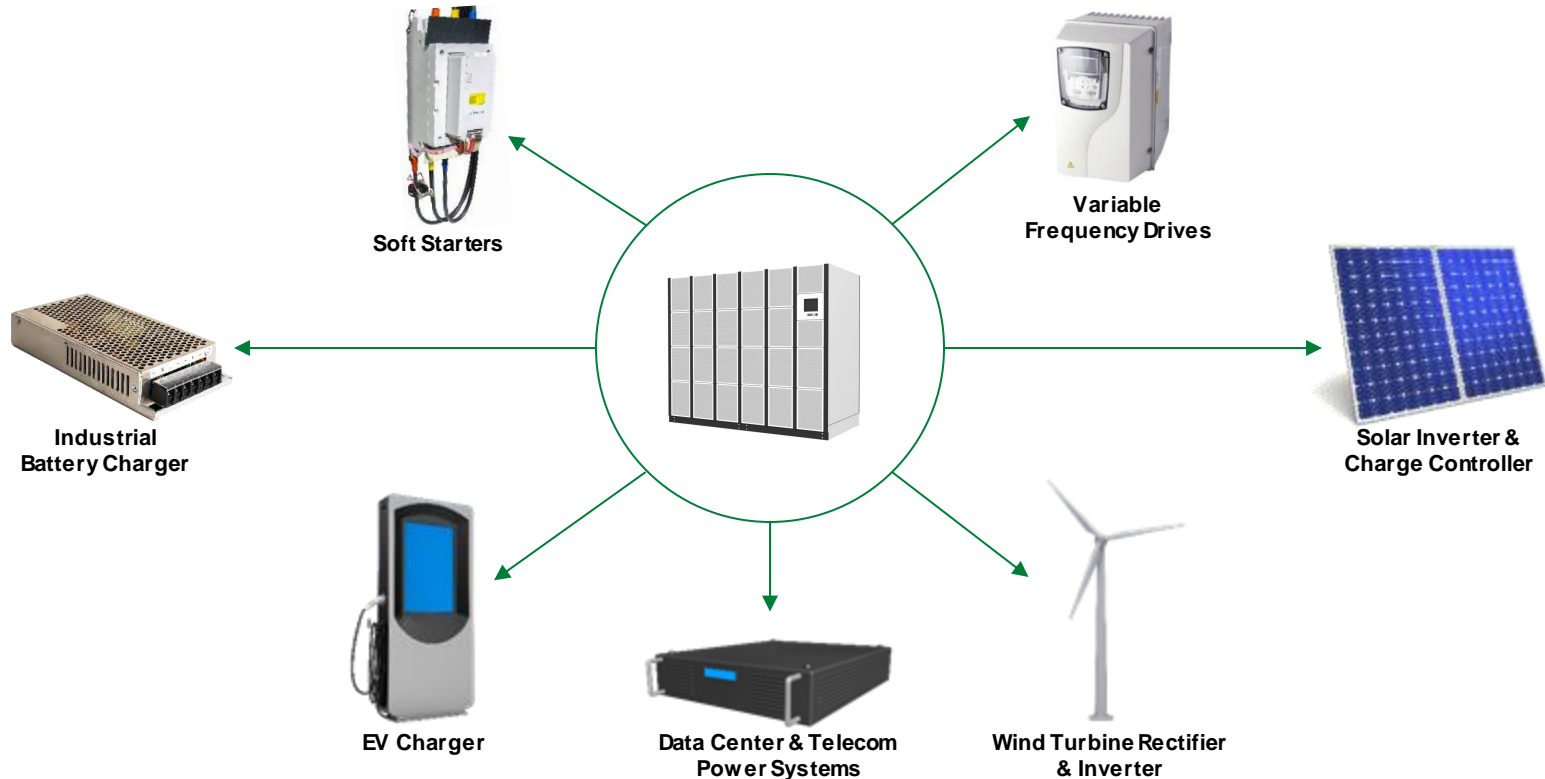 Soft Starters
Variable
Frequency Drives
Industrial
Battery Charger
Solar Inverter &
Charge Controller
EV Charger
Data Center & Telecom
Power Systems
Wind Turbine Rectifier
& Inverter